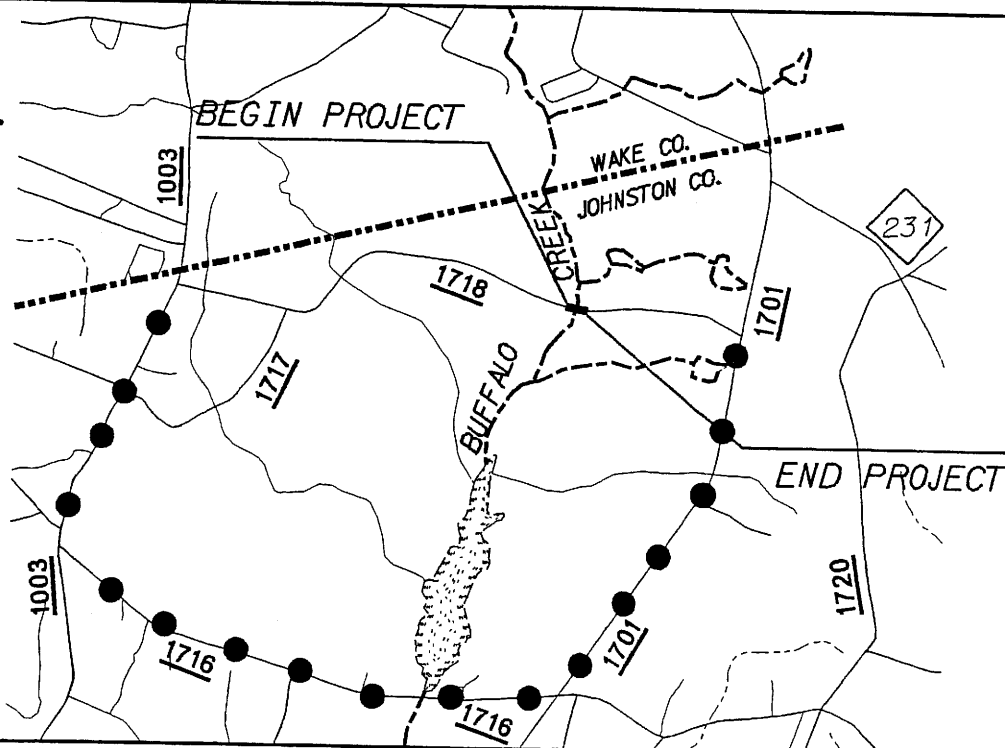 BEGIN PROJECT
WAKE CO.
1003
JOHNSTON CO.
231
CREEK
1718
1701
BUFFALO
1717
END PROJECT
1003
1720
1701
1716
1716